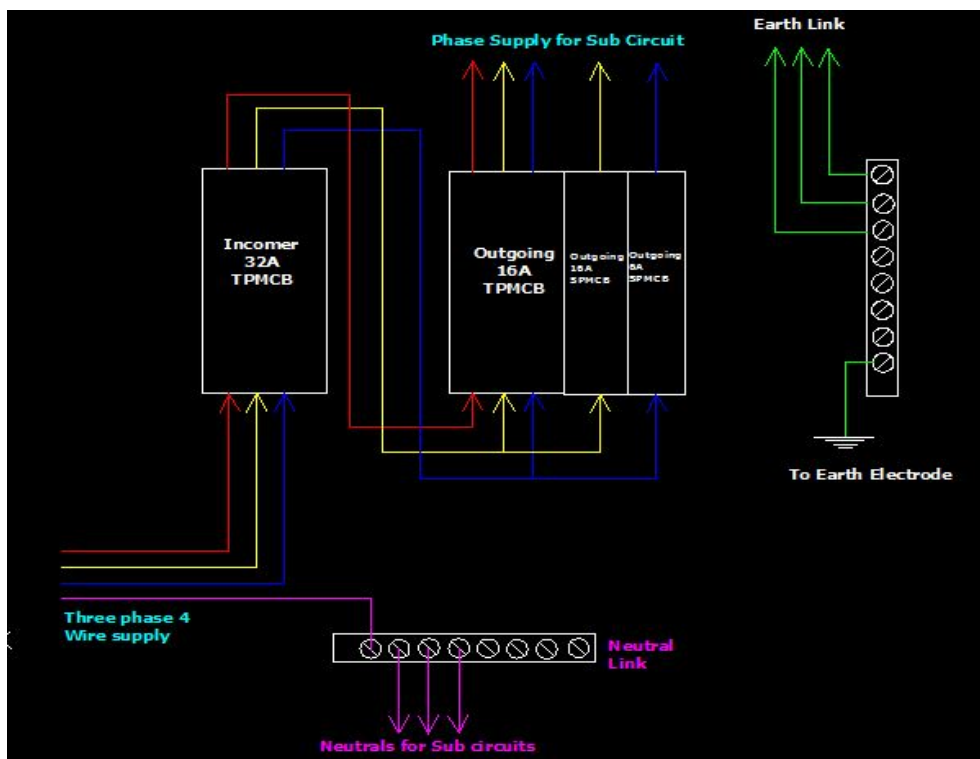 Earth Link
Phase Supply for Sub Circuit
Incomer
32A
TPMCB
Outgoing
16A
TPMCB
Outgoing
16A
SPMCB
Outgoing
6A
SPMCB
To Earth Electrode
Three phase 4
Wire supply
Neutral
Link
Neutrals for Sub circuits